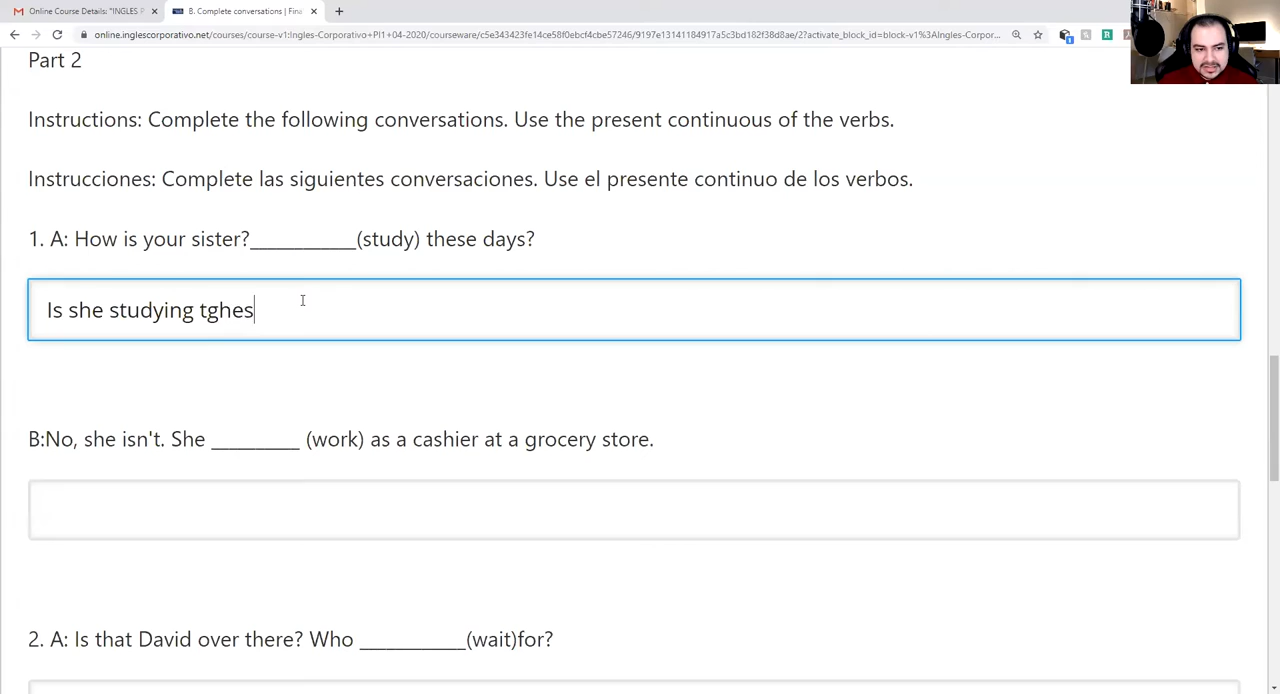 Online Course Details: "INGLES P
B. Complete conversations | Fina
online.inglescorporativo.net/courses/course-v1:Ingles-Corporativo+PI1+04-2020/courseware/c5e343423fe14ce58f0ebcf4cbe57246/9197e13141184917a5c3bd182f38d8ae/2?activate_block_id=block-v1%3AIngles-Corpor...
Part 2
Instructions: Complete the following conversations. Use the present continuous of the verbs.
Instrucciones: Complete las siguientes conversaciones. Use el presente continuo de los verbos.
1. A: How is your sister?___________(study) these days?
Is she studying tghes
B:No, she isn't. She _________ (work) as a cashier at a grocery store.
2. A: Is that David over there? Who ___________(wait)for?